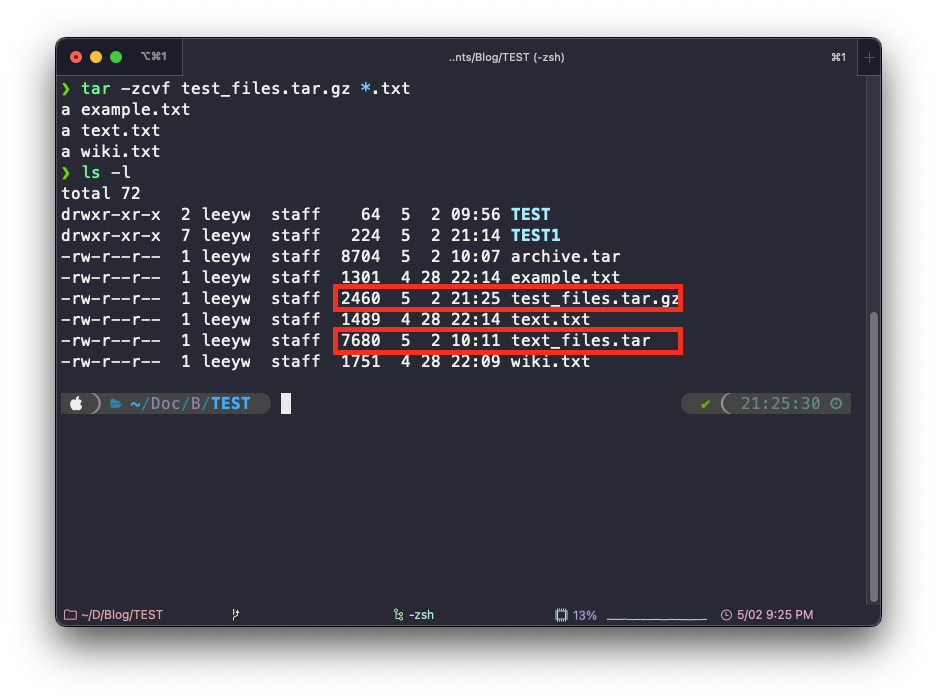 ⌥⌘1 ..nts/Blog/TEST (-zsh) ⌘1 +
❯ tar -zcvf test_files.tar.gz *.txt
a example.txt
a text.txt
a wiki.txt
❯ ls -l
total 72
drwxr-xr-x  2 leeyw  staff    64  5  2 09:56 TEST
drwxr-xr-x  7 leeyw  staff   224  5  2 21:14 TEST1
-rw-r--r--  1 leeyw  staff  8704  5  2 10:07 archive.tar
-rw-r--r--  1 leeyw  staff  1301  4 28 22:14 example.txt
-rw-r--r--  1 leeyw  staff  2460  5  2 21:25 test_files.tar.gz
-rw-r--r--  1 leeyw  staff  1489  4 28 22:14 text.txt
-rw-r--r--  1 leeyw  staff  7680  5  2 10:11 text_files.tar
-rw-r--r--  1 leeyw  staff  1751  4 28 22:09 wiki.txt
~/Doc/B/TEST ✔ 21:25:30
~/D/Blog/TEST -zsh 13% 5/02 9:25 PM